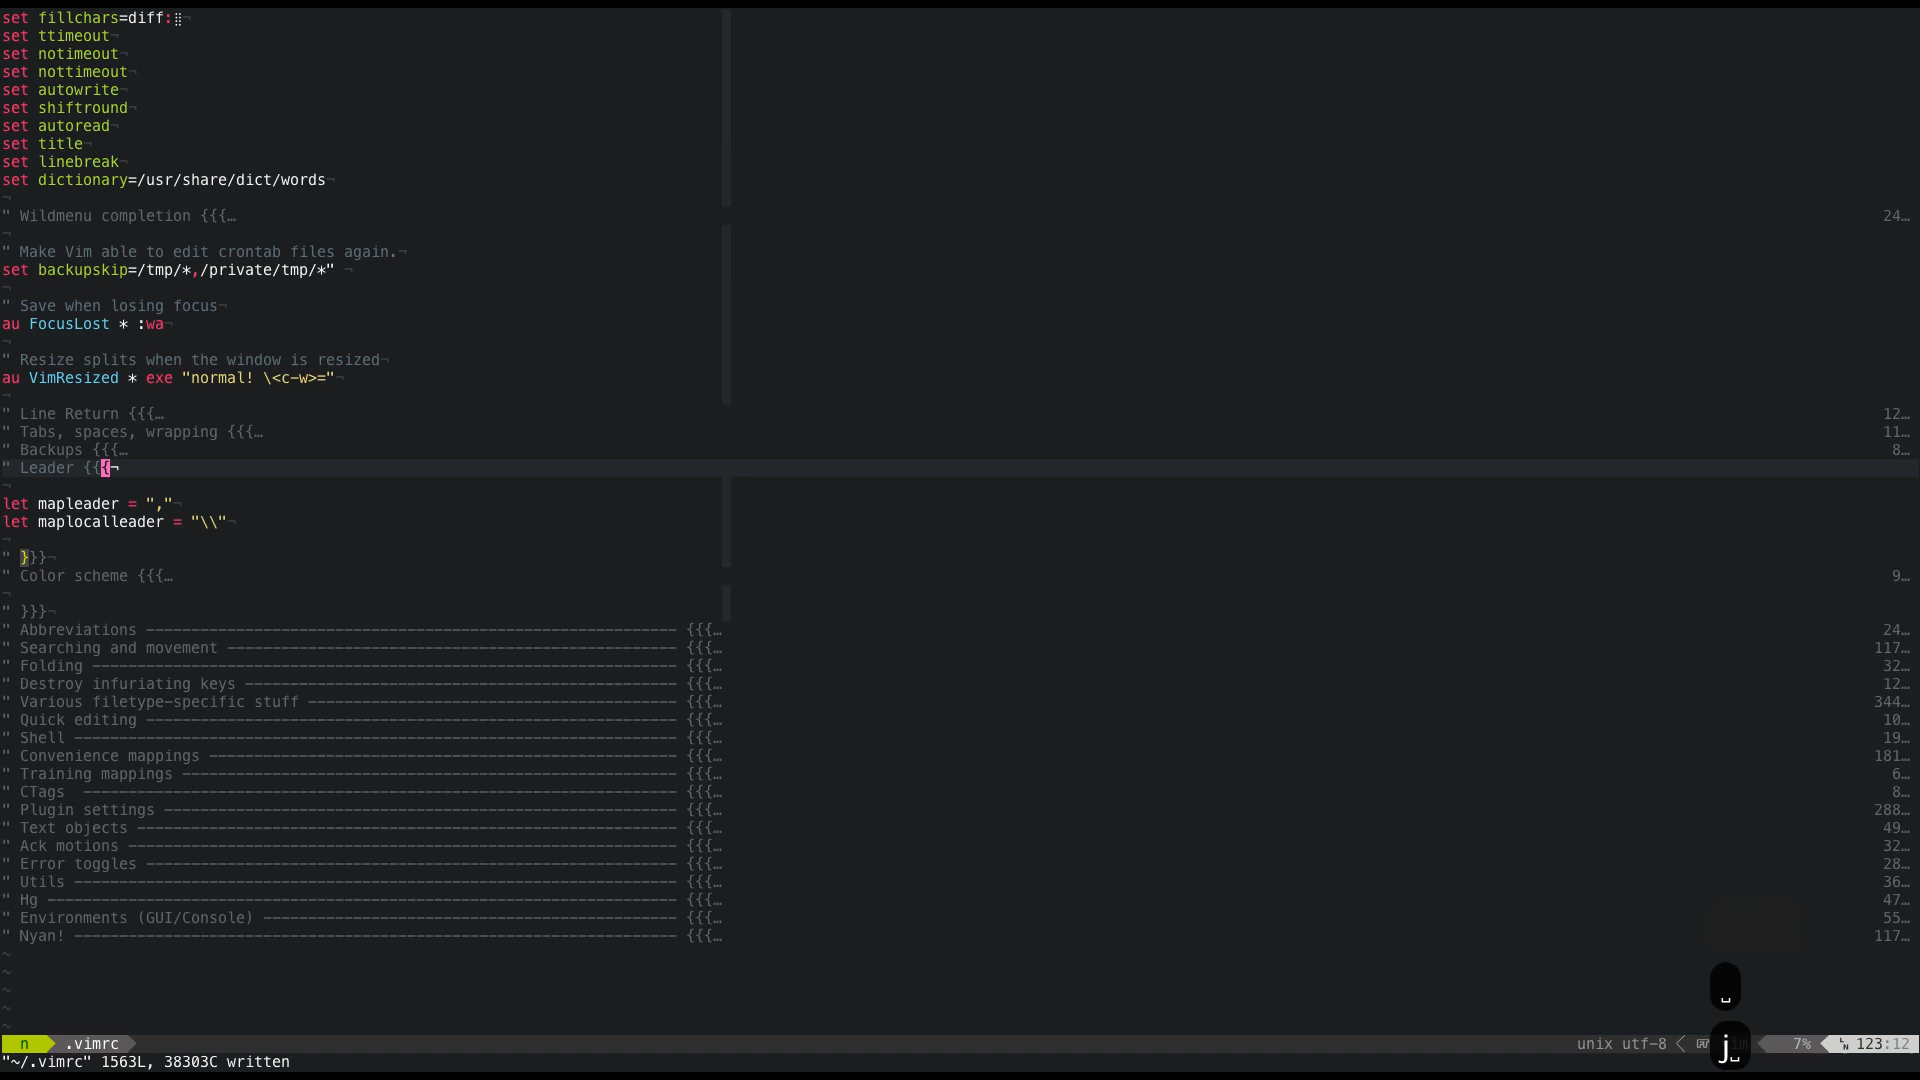 set fillchars=diff:⣿¬
set ttimeout¬
set notimeout¬
set nottimeout¬
set autowrite¬
set shiftround¬
set autoread¬
set title¬
set linebreak¬
set dictionary=/usr/share/dict/words¬
¬
" Wildmenu completion {{{… 24…
¬
" Make Vim able to edit crontab files again.¬
set backupskip=/tmp/*,/private/tmp/*" ¬
¬
" Save when losing focus¬
au FocusLost * :wa¬
¬
" Resize splits when the window is resized¬
au VimResized * exe "normal! \<c-w>="¬
¬
" Line Return {{{… 12…
" Tabs, spaces, wrapping {{{… 11…
" Backups {{{… 8…
" Leader {{{¬
¬
let mapleader = ","¬
let maplocalleader = "\\"¬
¬
" }}}¬
" Color scheme {{{… 9…
¬
" }}}¬
" Abbreviations ----------------------------------------------------------- {{{… 24…
" Searching and movement -------------------------------------------------- {{{… 117…
" Folding ----------------------------------------------------------------- {{{… 32…
" Destroy infuriating keys ------------------------------------------------ {{{… 12…
" Various filetype-specific stuff ----------------------------------------- {{{… 344…
" Quick editing ----------------------------------------------------------- {{{… 10…
" Shell ------------------------------------------------------------------- {{{… 19…
" Convenience mappings ---------------------------------------------------- {{{… 181…
" Training mappings ------------------------------------------------------- {{{… 6…
" CTags  ------------------------------------------------------------------ {{{… 8…
" Plugin settings --------------------------------------------------------- {{{… 288…
" Text objects ------------------------------------------------------------ {{{… 49…
" Ack motions ------------------------------------------------------------- {{{… 32…
" Error toggles ----------------------------------------------------------- {{{… 28…
" Utils ------------------------------------------------------------------- {{{… 36…
" Hg ---------------------------------------------------------------------- {{{… 47…
" Environments (GUI/Console) ---------------------------------------------- {{{… 55…
" Nyan! ------------------------------------------------------------------- {{{… 117…
~
~
~
~
~
␣
n .vimrc unix utf-8 j␣ 7% 123:12
"~/.vimrc" 1563L, 38303C written